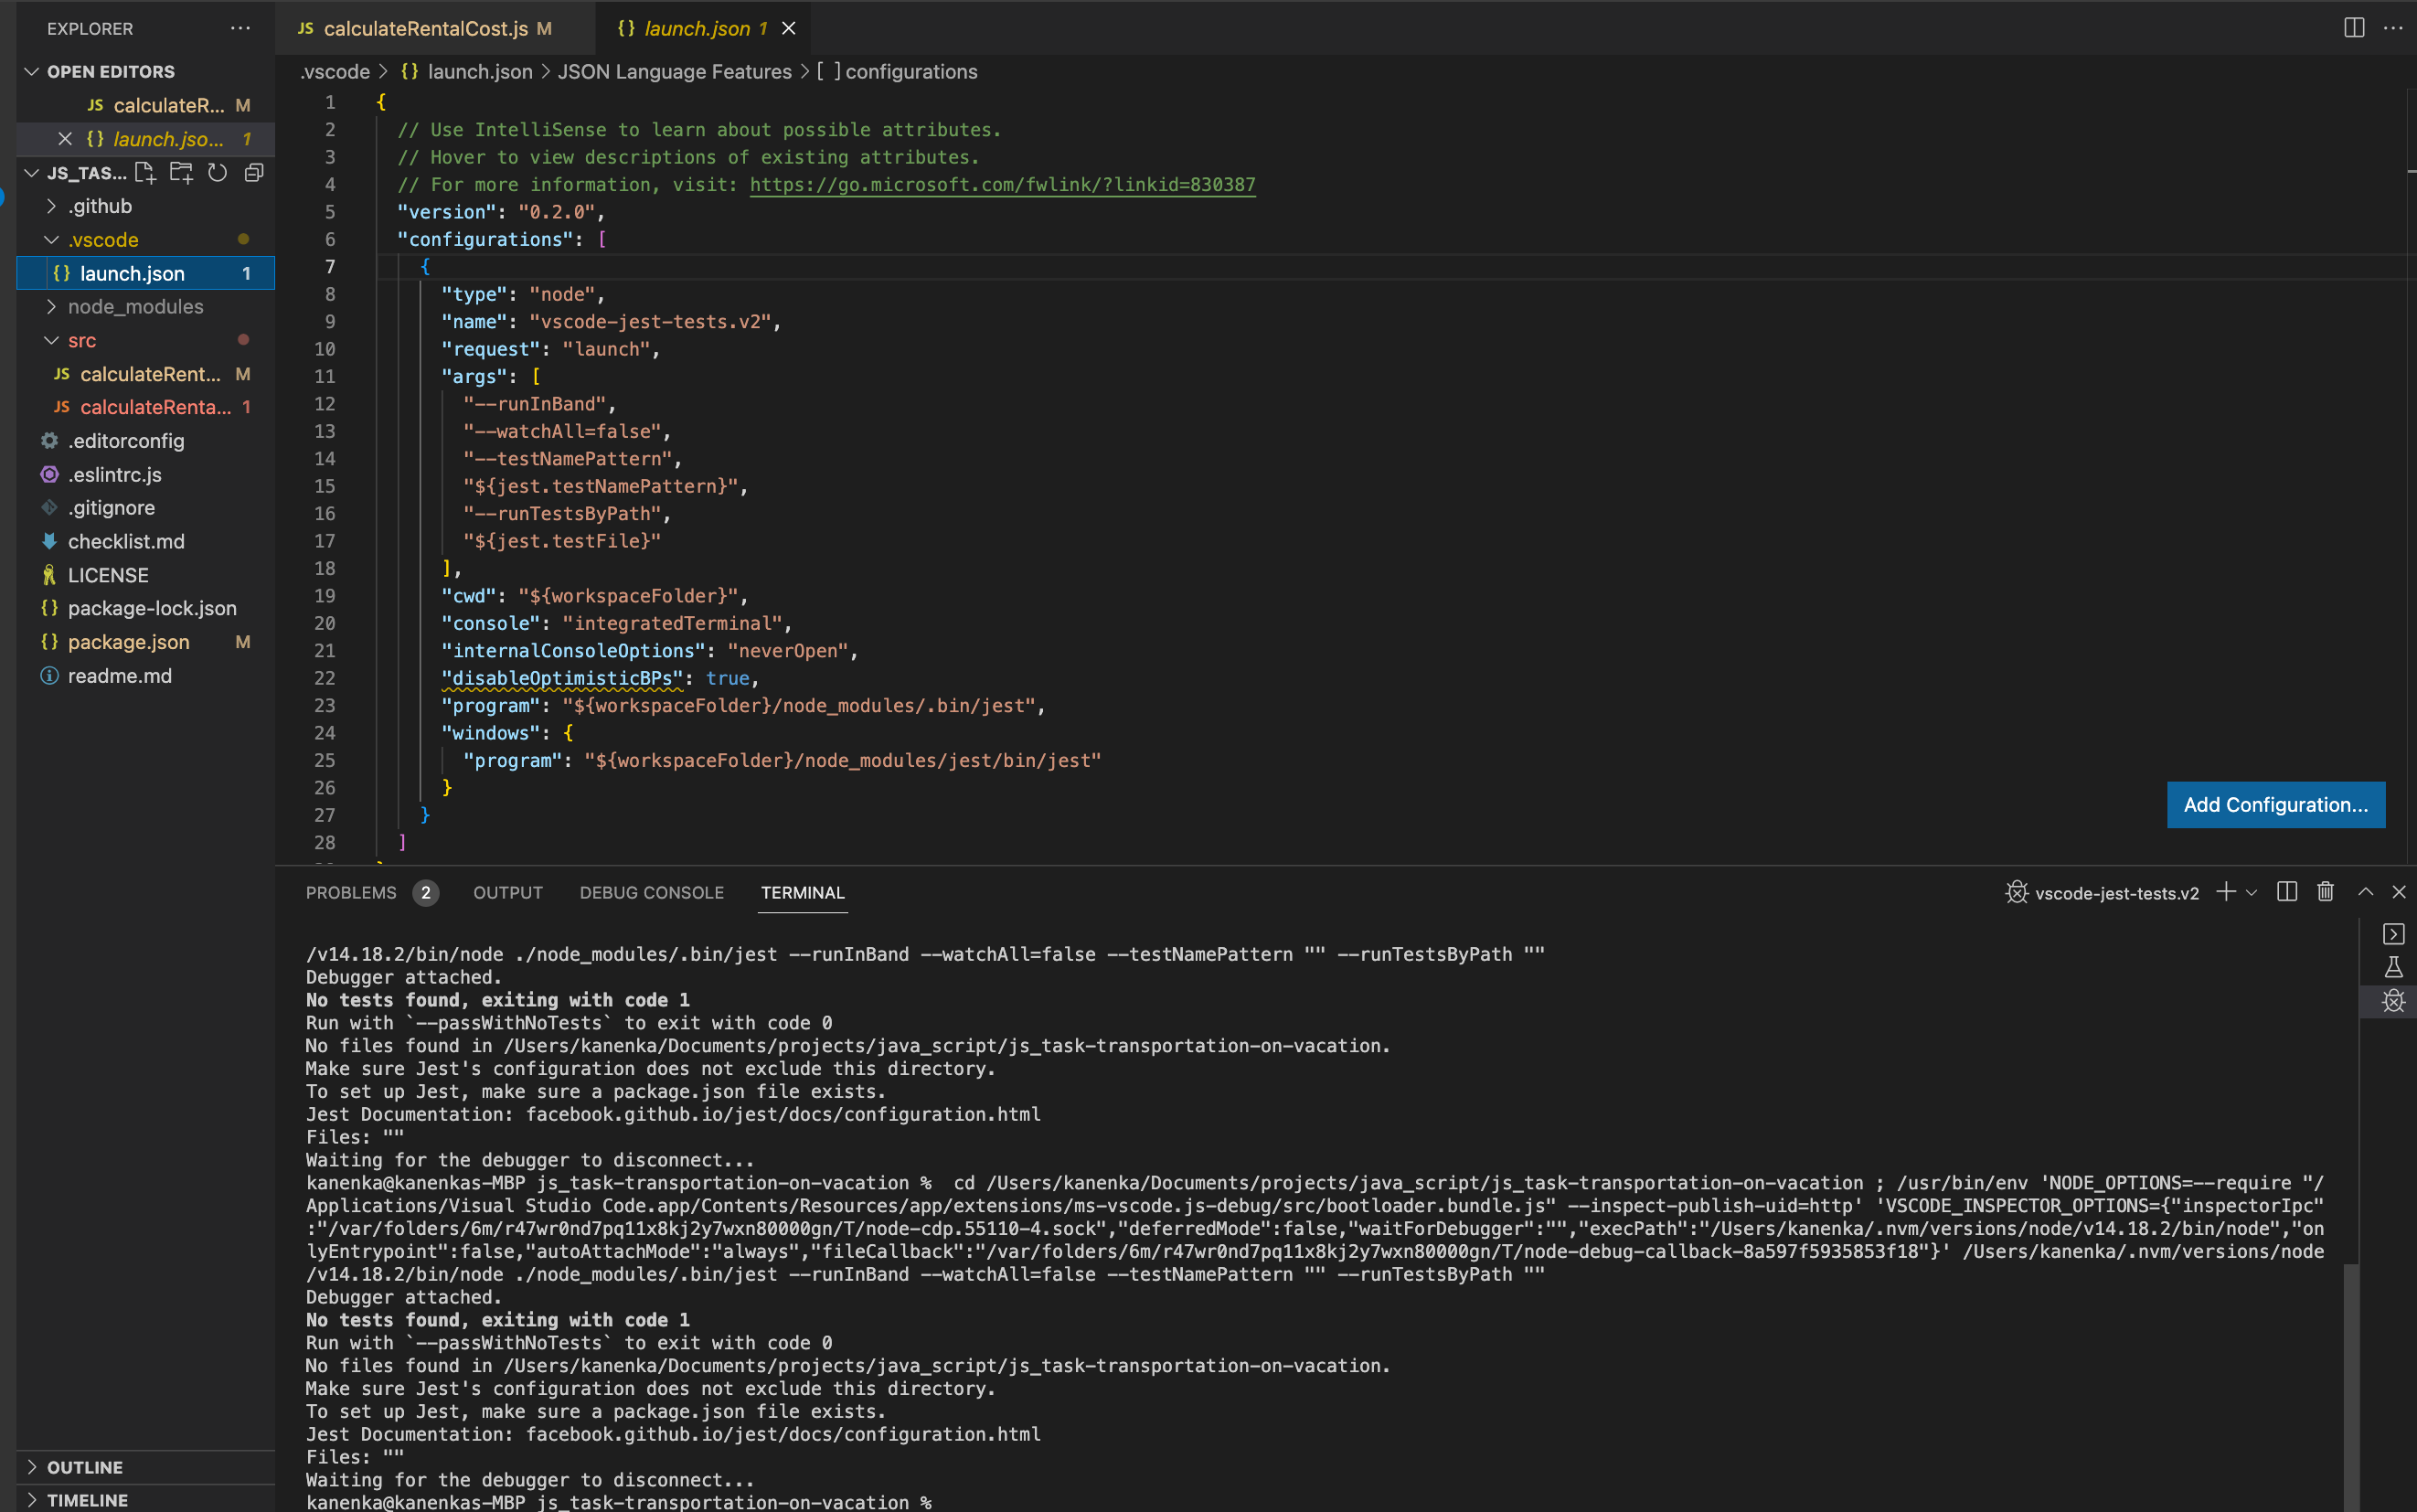 EXPLORER
OPEN EDITORS
JS calculateR... M
{} launch.jso... 1
JS_TAS...
.github
.vscode
{} launch.json 1
node_modules
src
JS calculateRent... M
JS calculateRenta... 1
.editorconfig
.eslintrc.js
.gitignore
checklist.md
LICENSE
{} package-lock.json
{} package.json M
readme.md
OUTLINE
TIMELINE
JS calculateRentalCost.js M
{} launch.json 1
.vscode > {} launch.json > JSON Language Features > [ ] configurations
1 {
2 // Use IntelliSense to learn about possible attributes.
3 // Hover to view descriptions of existing attributes.
4 // For more information, visit: https://go.microsoft.com/fwlink/?linkid=830387
5 "version": "0.2.0",
6 "configurations": [
7 {
8 "type": "node",
9 "name": "vscode-jest-tests.v2",
10 "request": "launch",
11 "args": [
12 "--runInBand",
13 "--watchAll=false",
14 "--testNamePattern",
15 "${jest.testNamePattern}",
16 "--runTestsByPath",
17 "${jest.testFile}"
18 ],
19 "cwd": "${workspaceFolder}",
20 "console": "integratedTerminal",
21 "internalConsoleOptions": "neverOpen",
22 "disableOptimisticBPs": true,
23 "program": "${workspaceFolder}/node_modules/.bin/jest",
24 "windows": {
25 "program": "${workspaceFolder}/node_modules/jest/bin/jest"
26 }
27 }
28 ]
Add Configuration...
PROBLEMS 2 OUTPUT DEBUG CONSOLE TERMINAL
vscode-jest-tests.v2
/v14.18.2/bin/node ./node_modules/.bin/jest --runInBand --watchAll=false --testNamePattern "" --runTestsByPath ""
Debugger attached.
No tests found, exiting with code 1
Run with `--passWithNoTests` to exit with code 0
No files found in /Users/kanenka/Documents/projects/java_script/js_task-transportation-on-vacation.
Make sure Jest's configuration does not exclude this directory.
To set up Jest, make sure a package.json file exists.
Jest Documentation: facebook.github.io/jest/docs/configuration.html
Files: ""
Waiting for the debugger to disconnect...
kanenka@kanenkas-MBP js_task-transportation-on-vacation %  cd /Users/kanenka/Documents/projects/java_script/js_task-transportation-on-vacation ; /usr/bin/env 'NODE_OPTIONS=--require "/
Applications/Visual Studio Code.app/Contents/Resources/app/extensions/ms-vscode.js-debug/src/bootloader.bundle.js" --inspect-publish-uid=http' 'VSCODE_INSPECTOR_OPTIONS={"inspectorIpc"
:"/var/folders/6m/r47wr0nd7pq11x8kj2y7wxn80000gn/T/node-cdp.55110-4.sock","deferredMode":false,"waitForDebugger":"","execPath":"/Users/kanenka/.nvm/versions/node/v14.18.2/bin/node","on
lyEntrypoint":false,"autoAttachMode":"always","fileCallback":"/var/folders/6m/r47wr0nd7pq11x8kj2y7wxn80000gn/T/node-debug-callback-8a597f5935853f18"}' /Users/kanenka/.nvm/versions/node
/v14.18.2/bin/node ./node_modules/.bin/jest --runInBand --watchAll=false --testNamePattern "" --runTestsByPath ""
Debugger attached.
No tests found, exiting with code 1
Run with `--passWithNoTests` to exit with code 0
No files found in /Users/kanenka/Documents/projects/java_script/js_task-transportation-on-vacation.
Make sure Jest's configuration does not exclude this directory.
To set up Jest, make sure a package.json file exists.
Jest Documentation: facebook.github.io/jest/docs/configuration.html
Files: ""
Waiting for the debugger to disconnect...
kanenka@kanenkas-MBP js_task-transportation-on-vacation %